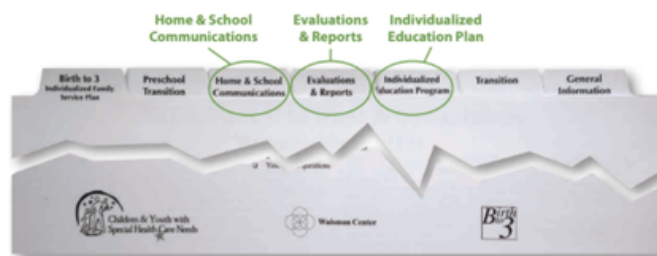 Home & School
Communications
Evaluations
& Reports
Individualized
Education Plan
Birth to 3
Individualized Family
Service Plan
Preschool
Transition
Home & School
Communications
Evaluations
& Reports
Individualized
Education Program
Transition
General
Information
Children & Youth with
Special Health Care Needs
Waisman Center
Birth
to 3